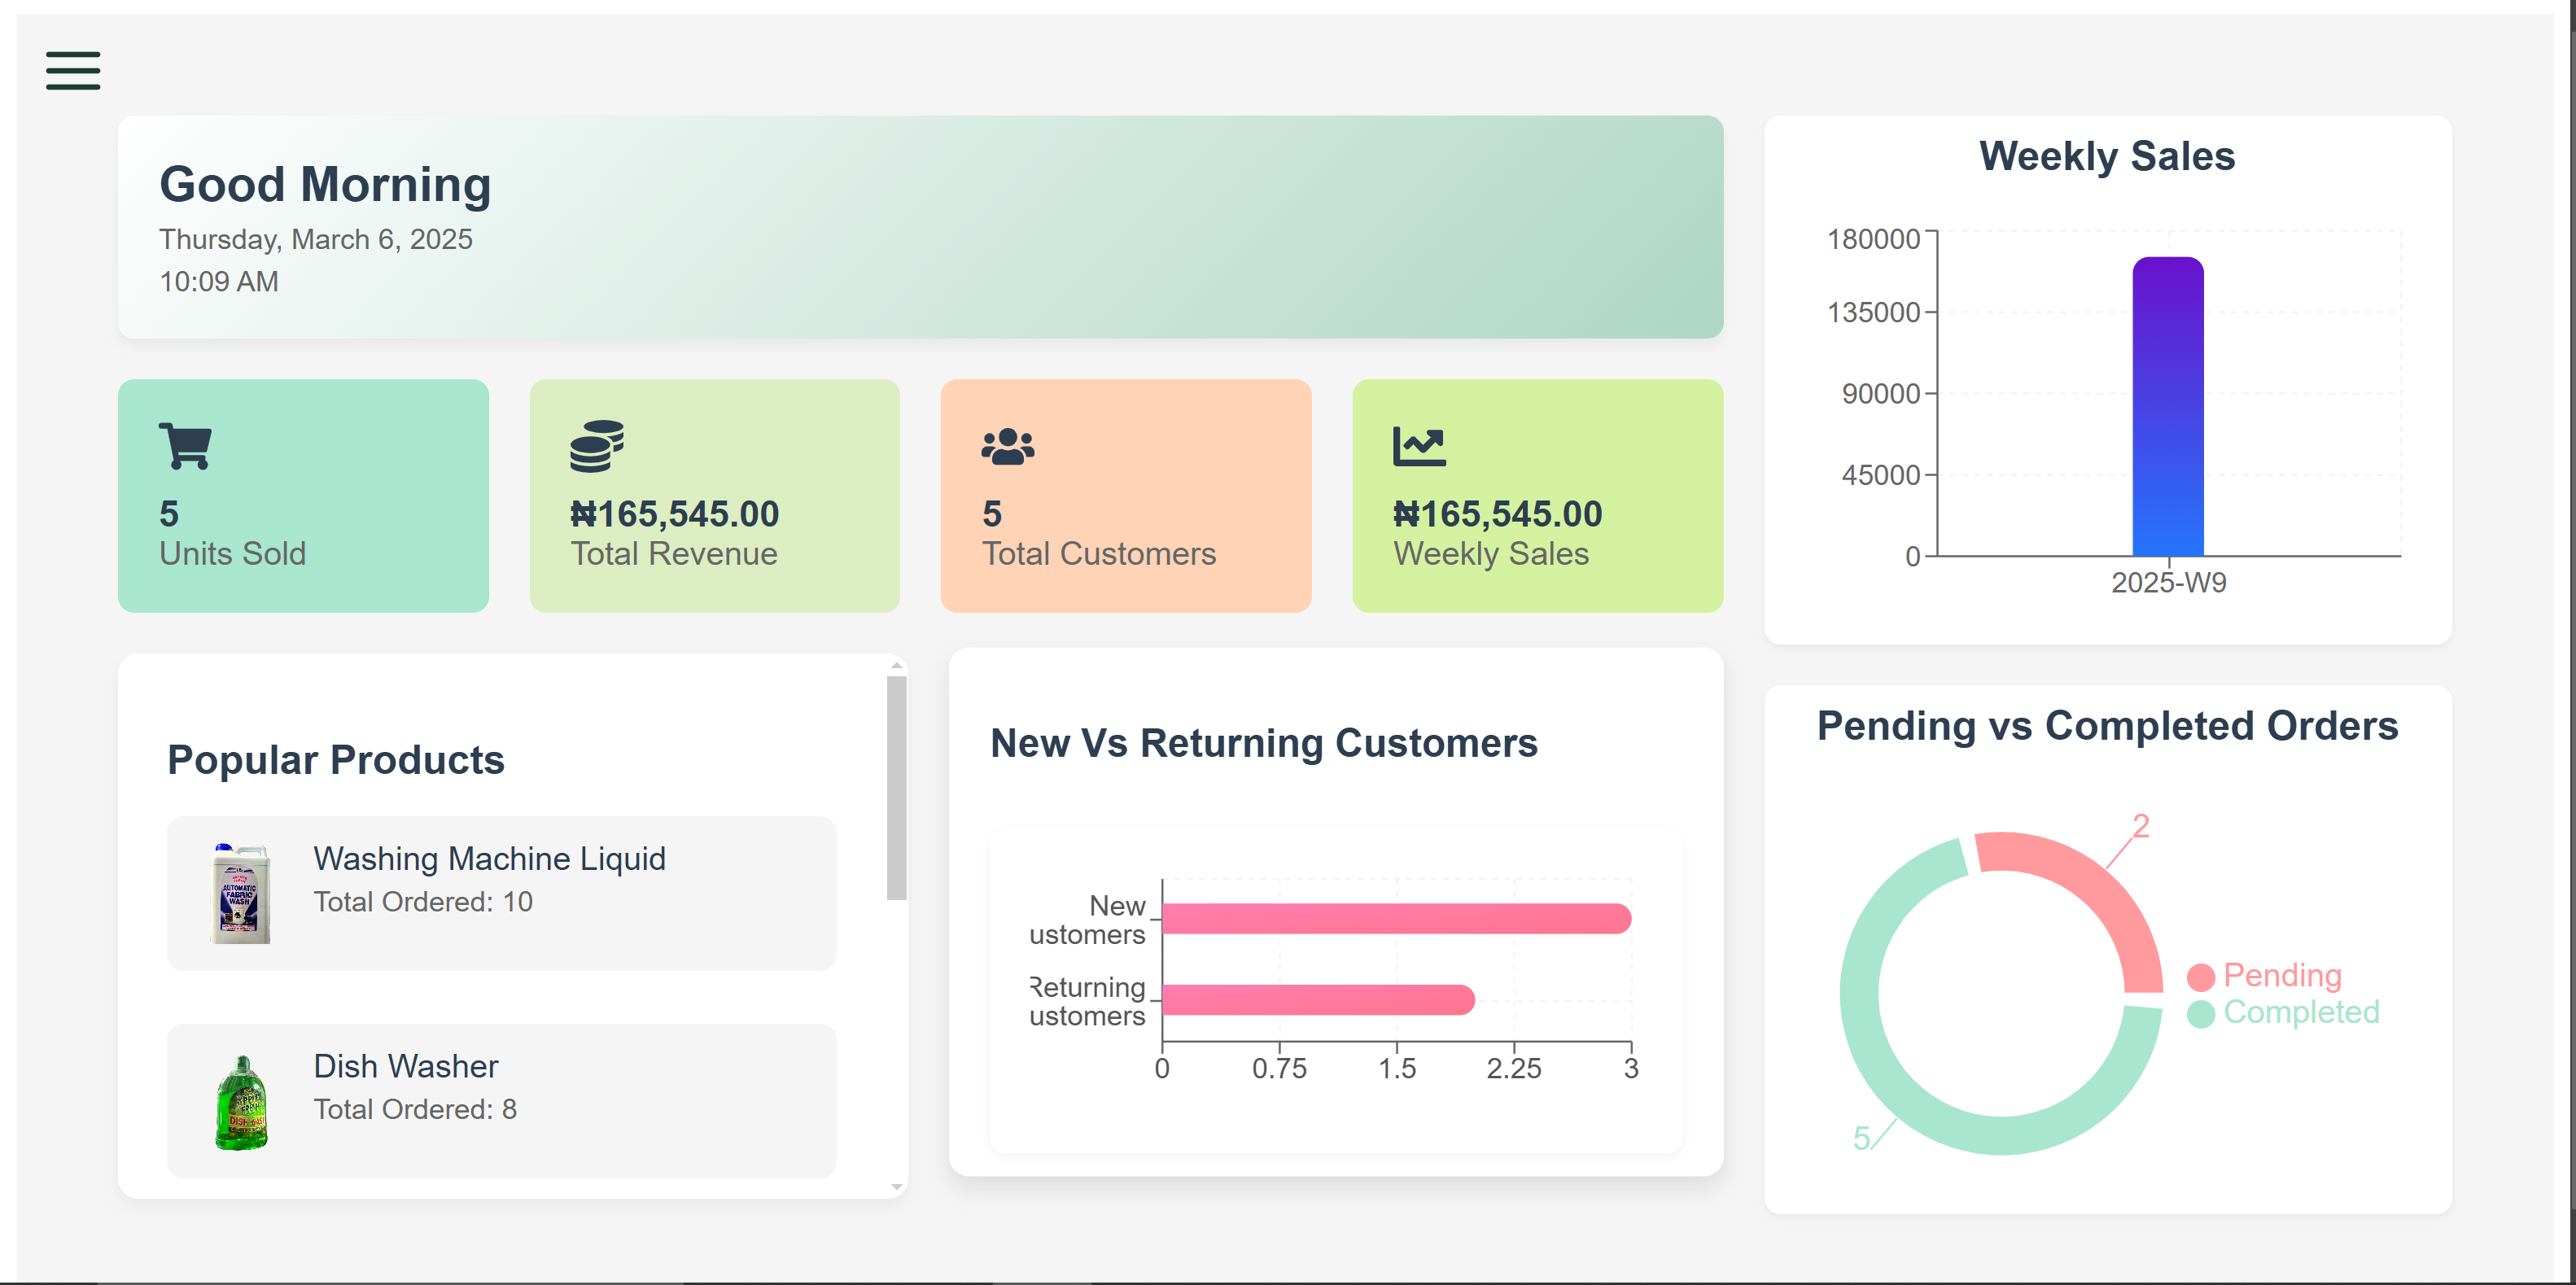 Good Morning
Thursday, March 6, 2025
10:09 AM
5
Units Sold
₦165,545.00
Total Revenue
5
Total Customers
₦165,545.00
Weekly Sales
Popular Products
AUTOMATIC
FABRIC
WASH
Washing Machine Liquid
Total Ordered: 10
Dish Washer
Total Ordered: 8
New Vs Returning Customers
New
ustomers
Returning
ustomers
0 0.75 1.5 2.25 3
Weekly Sales
180000
135000
90000
45000
0
2025-W9
Pending vs Completed Orders
2
5
Pending
Completed